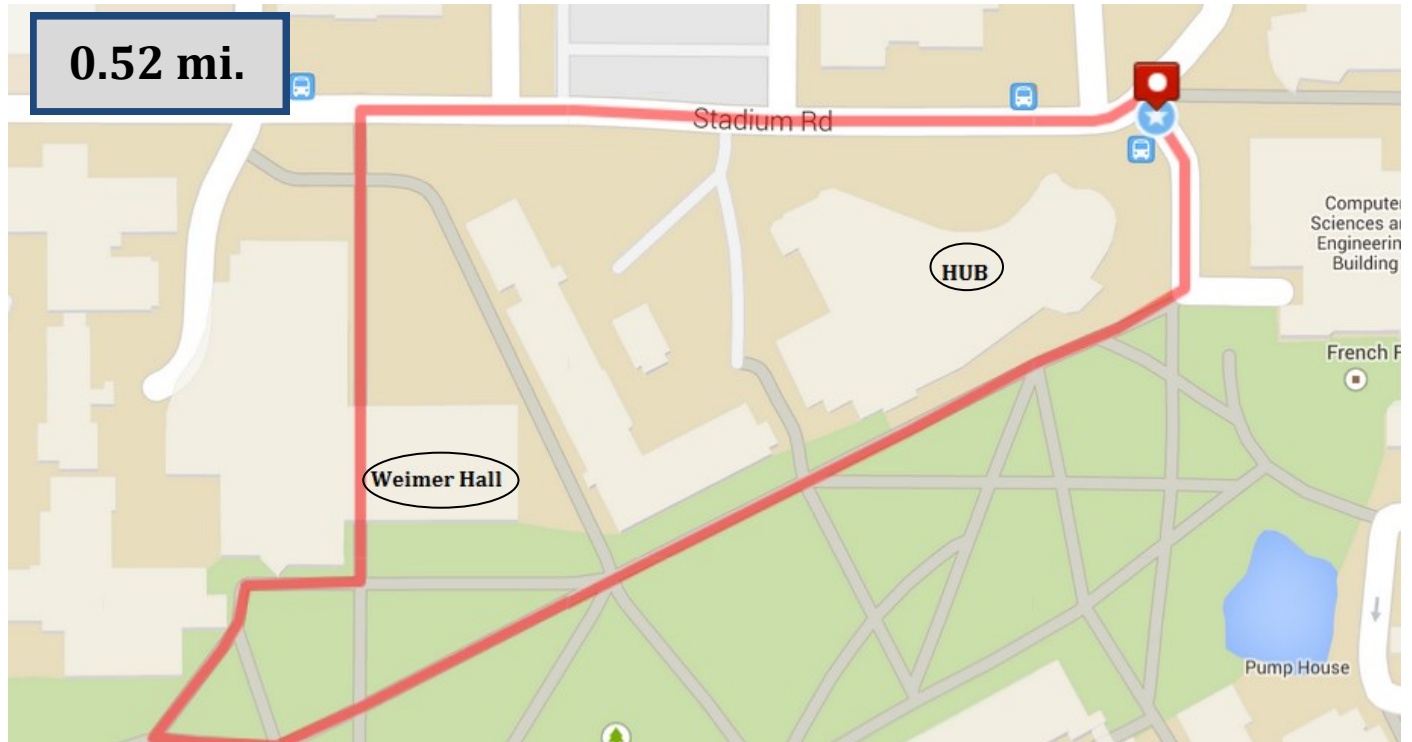 0.52 mi.
Stadium Rd
Computer
Sciences
Engineerin
Building
HUB
French
Weimer Hall
Pump House